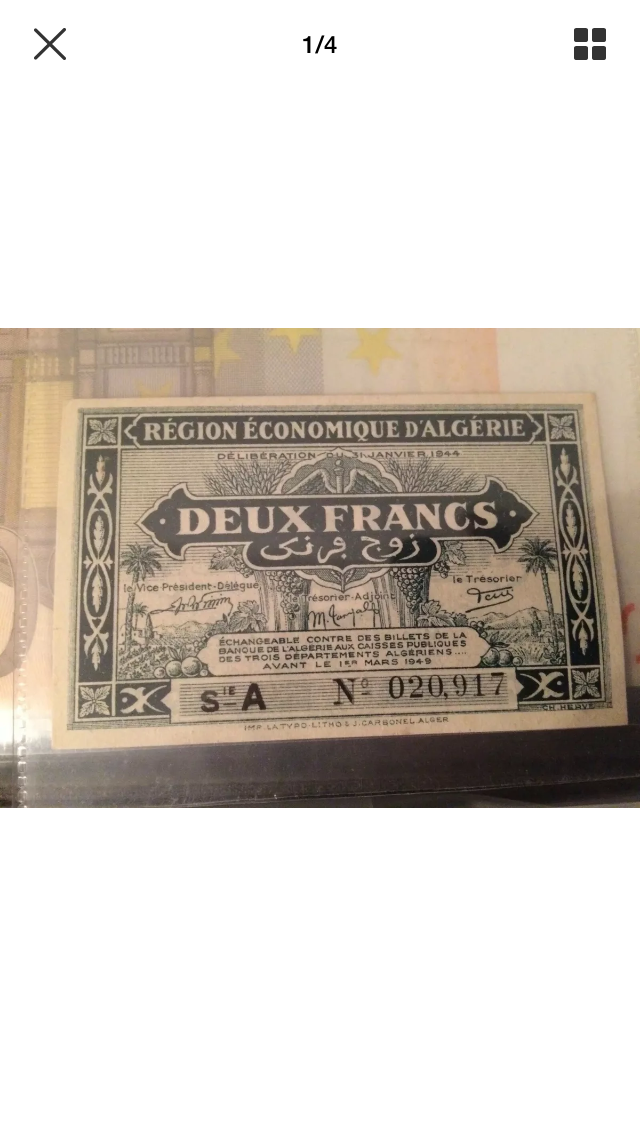 1/4
RÉGION ÉCONOMIQUE D'ALGÉRIE
DÉLIBÉRATION DU 31 JANVIER 1944
DEUX FRANCS
زوج فرنك
le Vice Président-Délégué
le Trésorier-Adjoint
le Trésorier
ÉCHANGEABLE CONTRE DES BILLETS DE LA
BANQUE DE L'ALGÉRIE AUX CAISSES PUBLIQUES
DES TROIS DÉPARTEMENTS ALGÉRIENS....
AVANT LE 1ER MARS 1949
SIE A
No 020,917
CH. HERVÉ
IMP. LA TYPO-LITHO & J. CARBONEL. ALGER